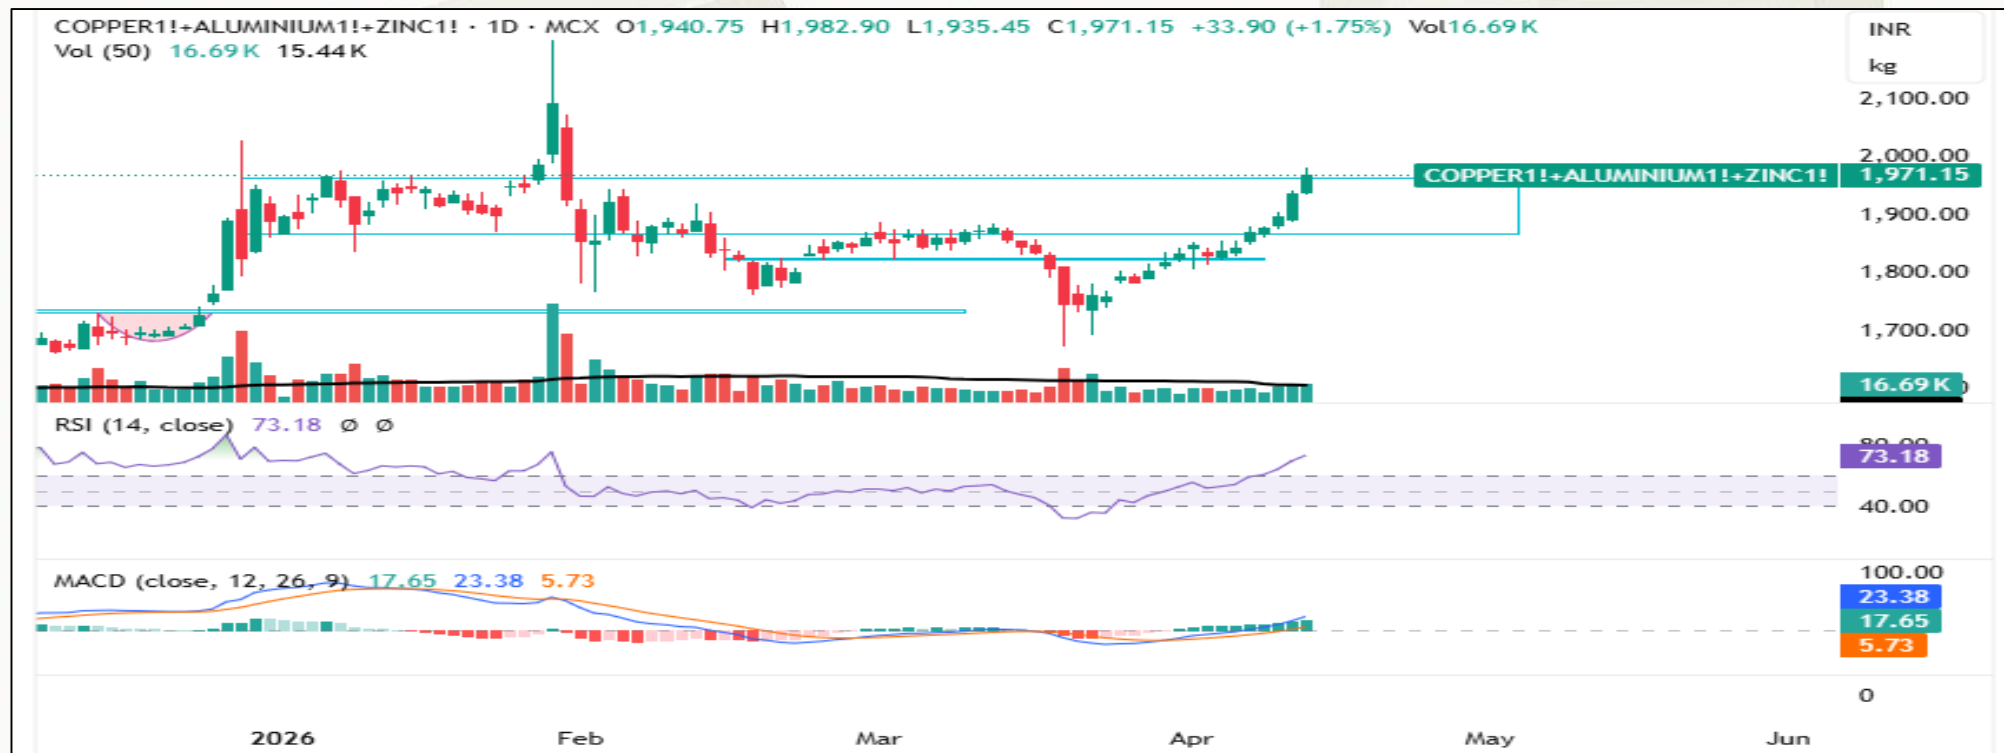 COPPER1!+ALUMINIUM1!+ZINC1! · 1D · MCX O1,940.75 H1,982.90 L1,935.45 C1,971.15 +33.90 (+1.75%) Vol16.69K
Vol (50) 16.69K 15.44K
INR
kg
2,100.00
2,000.00
COPPER1!+ALUMINIUM1!+ZINC1! 1,971.15
1,900.00
1,800.00
1,700.00
16.69K
RSI (14, close) 73.18 Ø Ø
80.00
73.18
40.00
MACD (close, 12, 26, 9) 17.65 23.38 5.73
100.00
23.38
17.65
5.73
0
2026 Feb Mar Apr May Jun